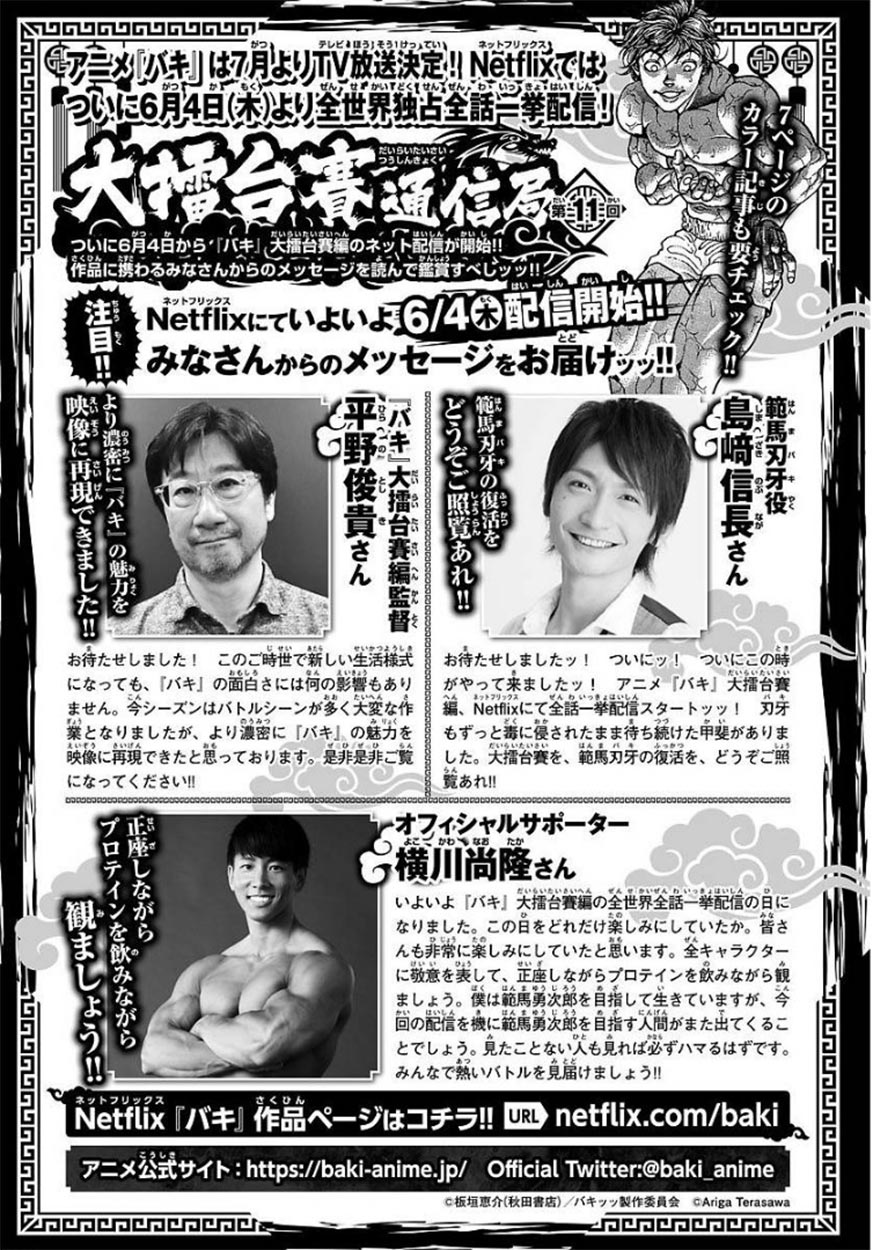 アニメ『バキ』は7月よりTV放送決定!! Netflixでは
ついに6月4日(木)より全世界独占全話一挙配信!
7ページの
カラー記事も要チェック!!
大擂台賽通信局 第11回
ついに6月4日から『バキ』大擂台賽編のネット配信が開始!!
作品に携わるみなさんからのメッセージを読んで鑑賞すべしッッ!!
注目!!
Netflixにていよいよ6/4木配信開始!!
みなさんからのメッセージをお届けッッ!!
『バキ』大擂台賽編監督
平野俊貴さん
より濃密に『バキ』の魅力を
映像に再現できました!!
お待たせしました! このご時世で新しい生活様式
になっても、『バキ』の面白さには何の影響もあり
ません。今シーズンはバトルシーンが多く大変な作
業となりましたが、より濃密に『バキ』の魅力を
映像に再現できたと思っております。是非是非ご覧
になってください!!
範馬刃牙役
島﨑信長さん
範馬刃牙の復活を
どうぞご照覧あれ!!
お待たせしましたッ! ついにッ! ついにこの時
がやって来ましたッ! アニメ『バキ』大擂台賽
編、Netflixにて全話一挙配信スタートッッ! 刃牙
もずっと毒に侵されたまま待ち続けた甲斐がありま
した。大擂台賽を、範馬刃牙の復活を、どうぞご照
覧あれ!!
オフィシャルサポーター
横川尚隆さん
正座しながら
プロテインを飲みながら
観ましょう!!
いよいよ『バキ』大擂台賽編の全世界全話一挙配信の日に
なりました。この日をどれだけ楽しみにしていたか。皆さ
んも非常に楽しみにしていたと思います。全キャラクター
に敬意を表して、正座しながらプロテインを飲みながら観
ましょう。僕は範馬勇次郎を目指して生きていますが、今
回の配信を機に範馬勇次郎を目指す人間がまた出てくるこ
とでしょう。見たことない人も見れば必ずハマるはずです。
みんなで熱いバトルを見届けましょう!!
Netflix『バキ』作品ページはコチラ!! URL netflix.com/baki
アニメ公式サイト:https://baki-anime.jp/ Official Twitter:@baki_anime
©板垣恵介(秋田書店)/バキッッ製作委員会 ©Ariga Terasawa